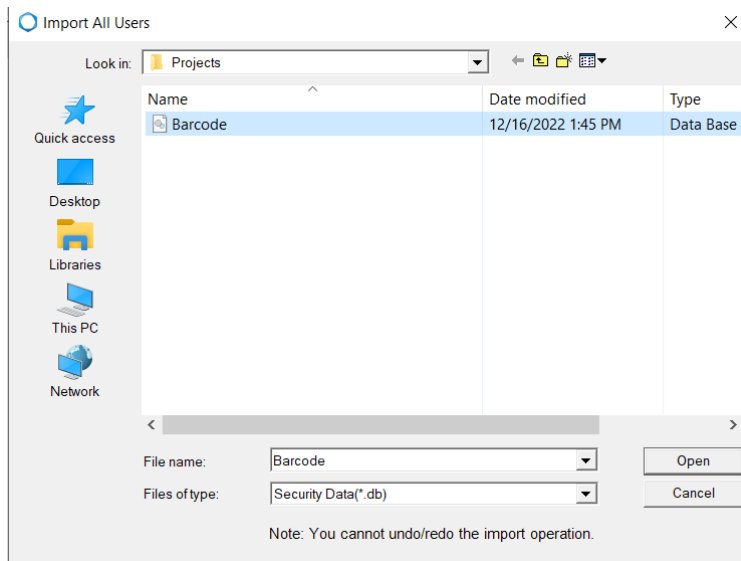 Import All Users
Look in: Projects
Name Date modified Type
Barcode 12/16/2022 1:45 PM Data Base
Quick access
Desktop
Libraries
This PC
Network
File name: Barcode Open
Files of type: Security Data(*.db) Cancel
Note: You cannot undo/redo the import operation.